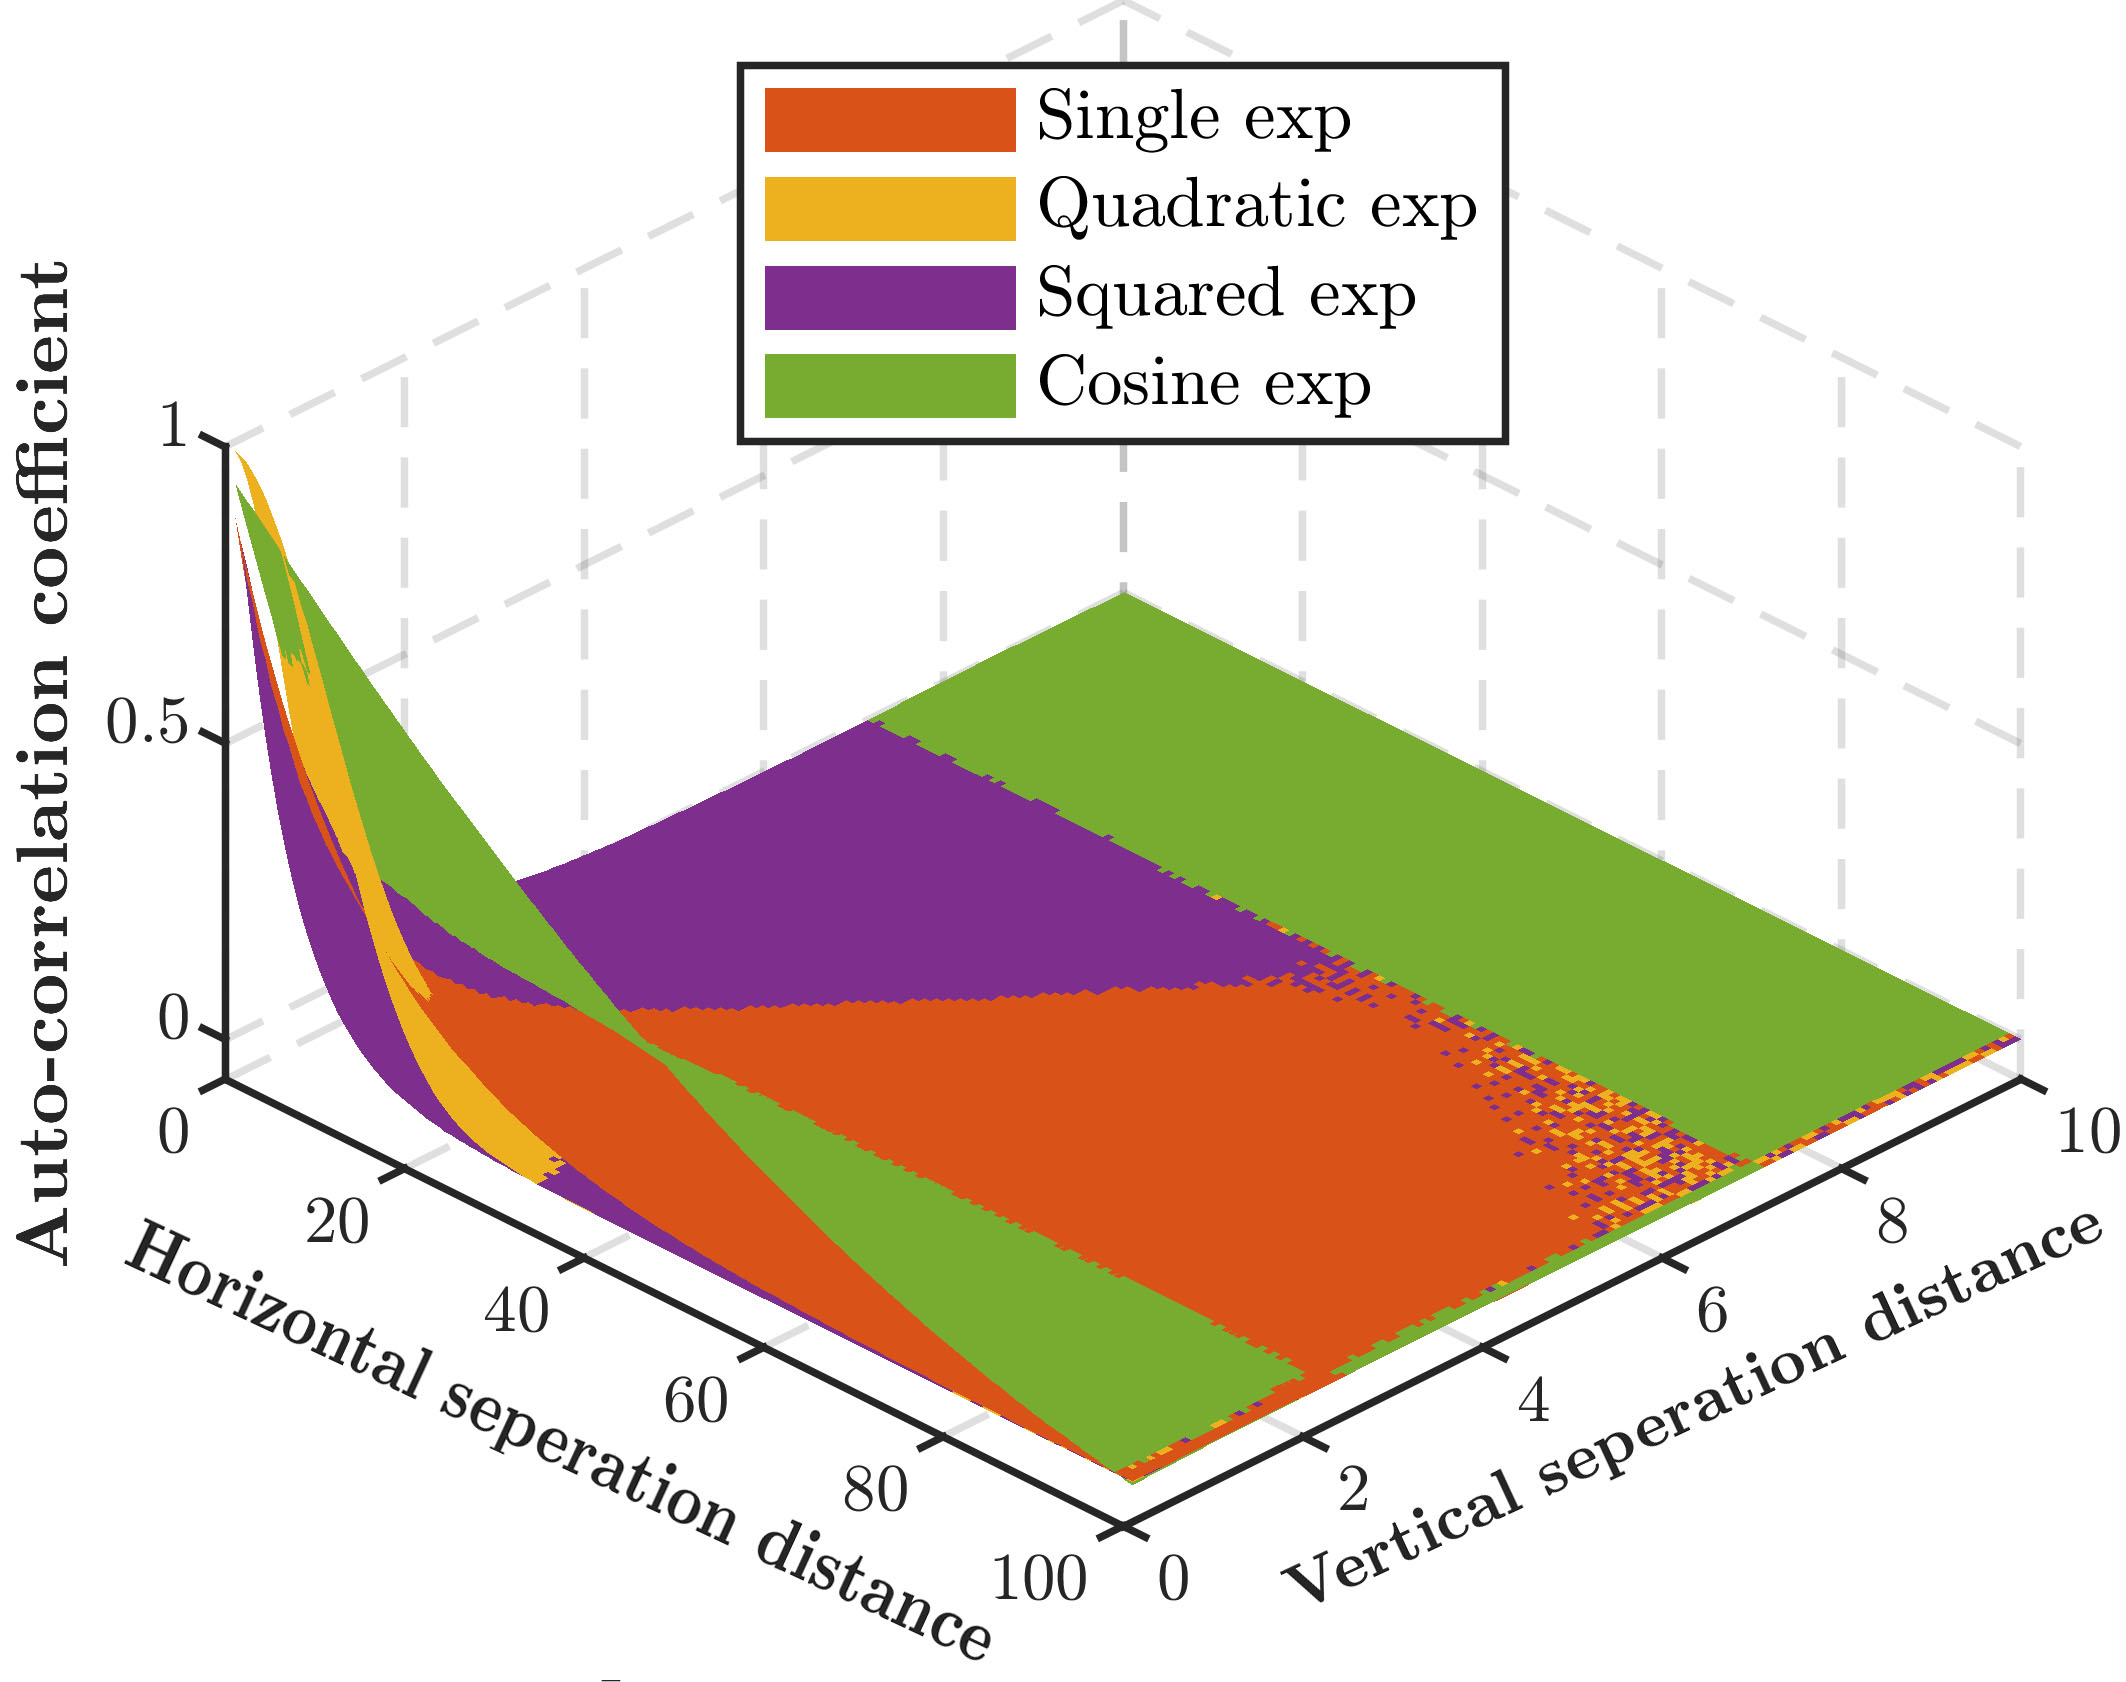 Single exp
Quadratic exp
Squared exp
Cosine exp
Auto-correlation coefficient
1
0.5
0
0
20
40
60
80
100
Horizontal seperation distance
0
2
4
6
8
10
Vertical seperation distance